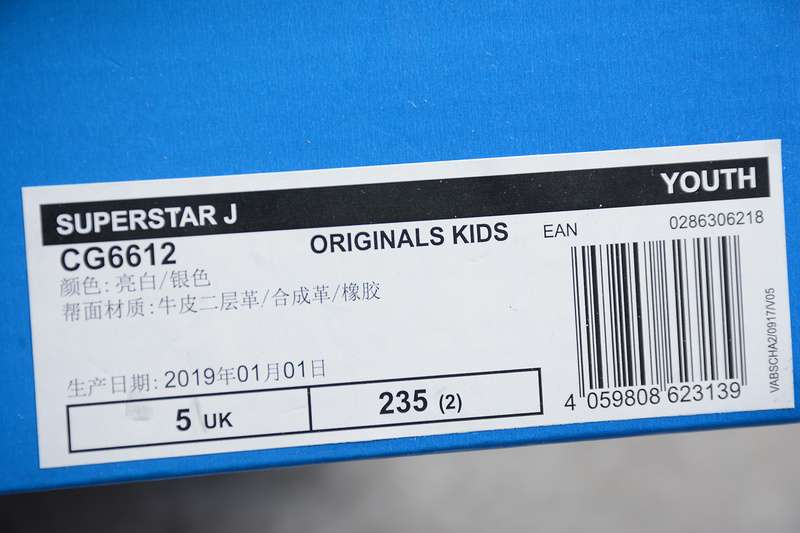 SUPERSTAR J YOUTH
CG6612 ORIGINALS KIDS EAN 0286306218
颜色: 亮白/银色
帮面材质: 牛皮二层革/合成革/橡胶
生产日期: 2019年01月01日
5 UK 235 (2)
4 059808 623139
VABSCHA2/0917/V05